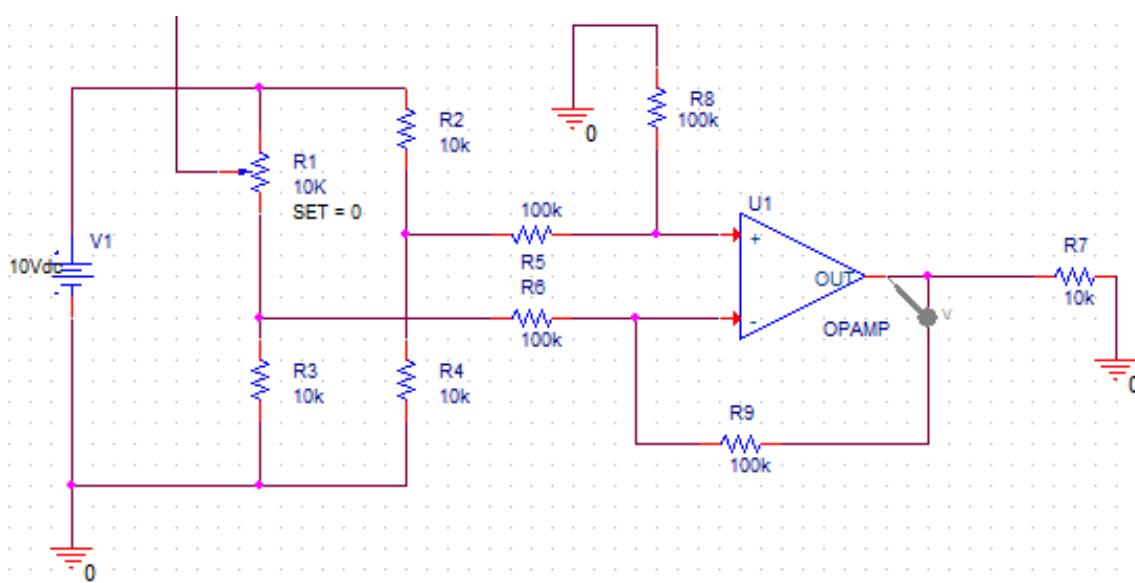 R8
100k
0
R2
10k
R1
10K
SET = 0
U1
100k
+
V1
10Vdc
R5
R6
OUT
R7
10k
V
-
OPAMP
100k
R3
10k
R4
10k
0
R9
100k
0